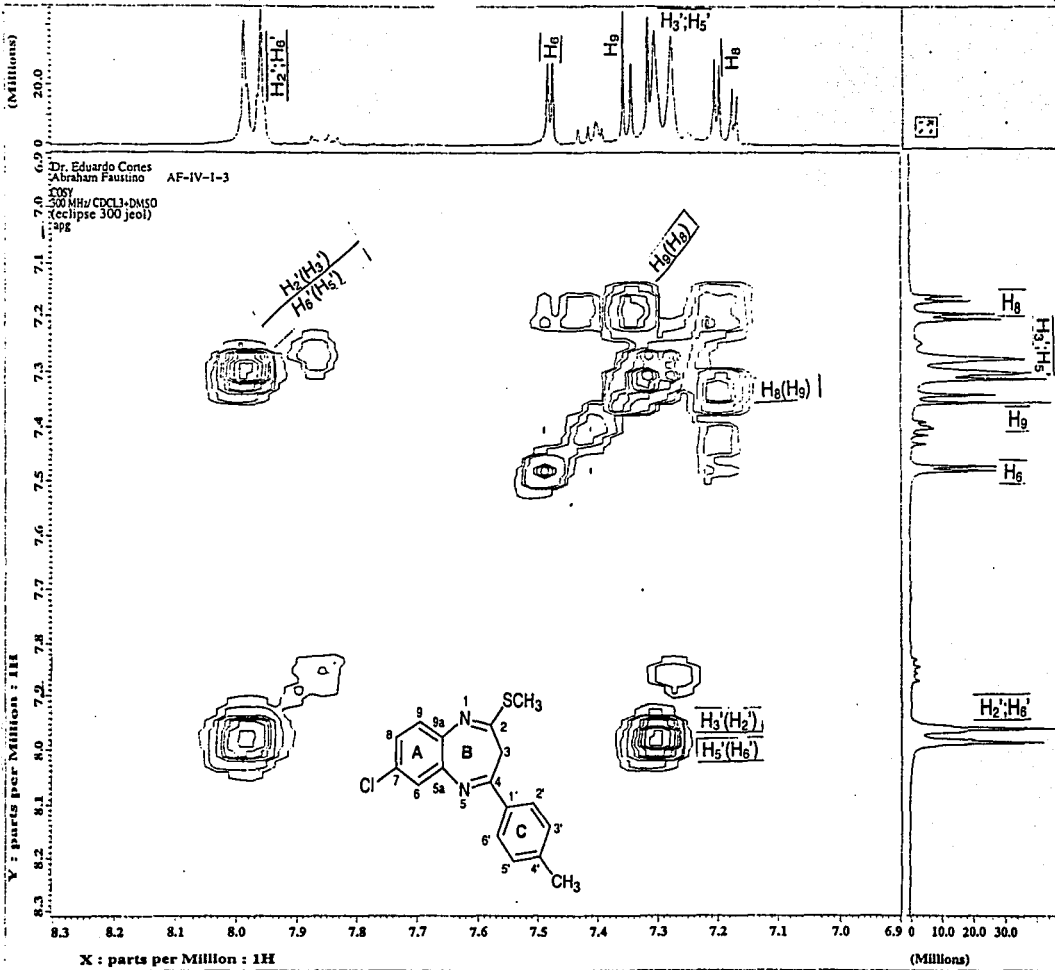 (Millions)
20.0
0
H2';H6'
H6
H9
H3';H5'
H8
Dr. Eduardo Cortes
Abraham Faustino AF-IV-1-3
COSY
300 MHz/ CDCL3+DMSO
(eclipse 300 jeol)
apg
6.9
7.0
7.1
7.2
7.3
7.4
7.5
7.6
7.7
7.8
8.0
8.1
8.2
8.3
Y : parts per Million : 1H
H2'(H3')
H6'(H5')
H9(H8)
H8(H9)
H3'(H2')
H5'(H6')
H8
H3';H5'
H9
H6
H2';H6'
SCH3
N
1
2
3
4
N
5
5a
6
7
8
9
9a
A
B
C
Cl
1'
2'
3'
4'
5'
6'
CH3
8.3 8.2 8.1 8.0 7.9 7.8 7.7 7.6 7.5 7.4 7.3 7.2 7.1 7.0 6.9
0 10.0 20.0 30.0
X : parts per Million : 1H
(Millions)